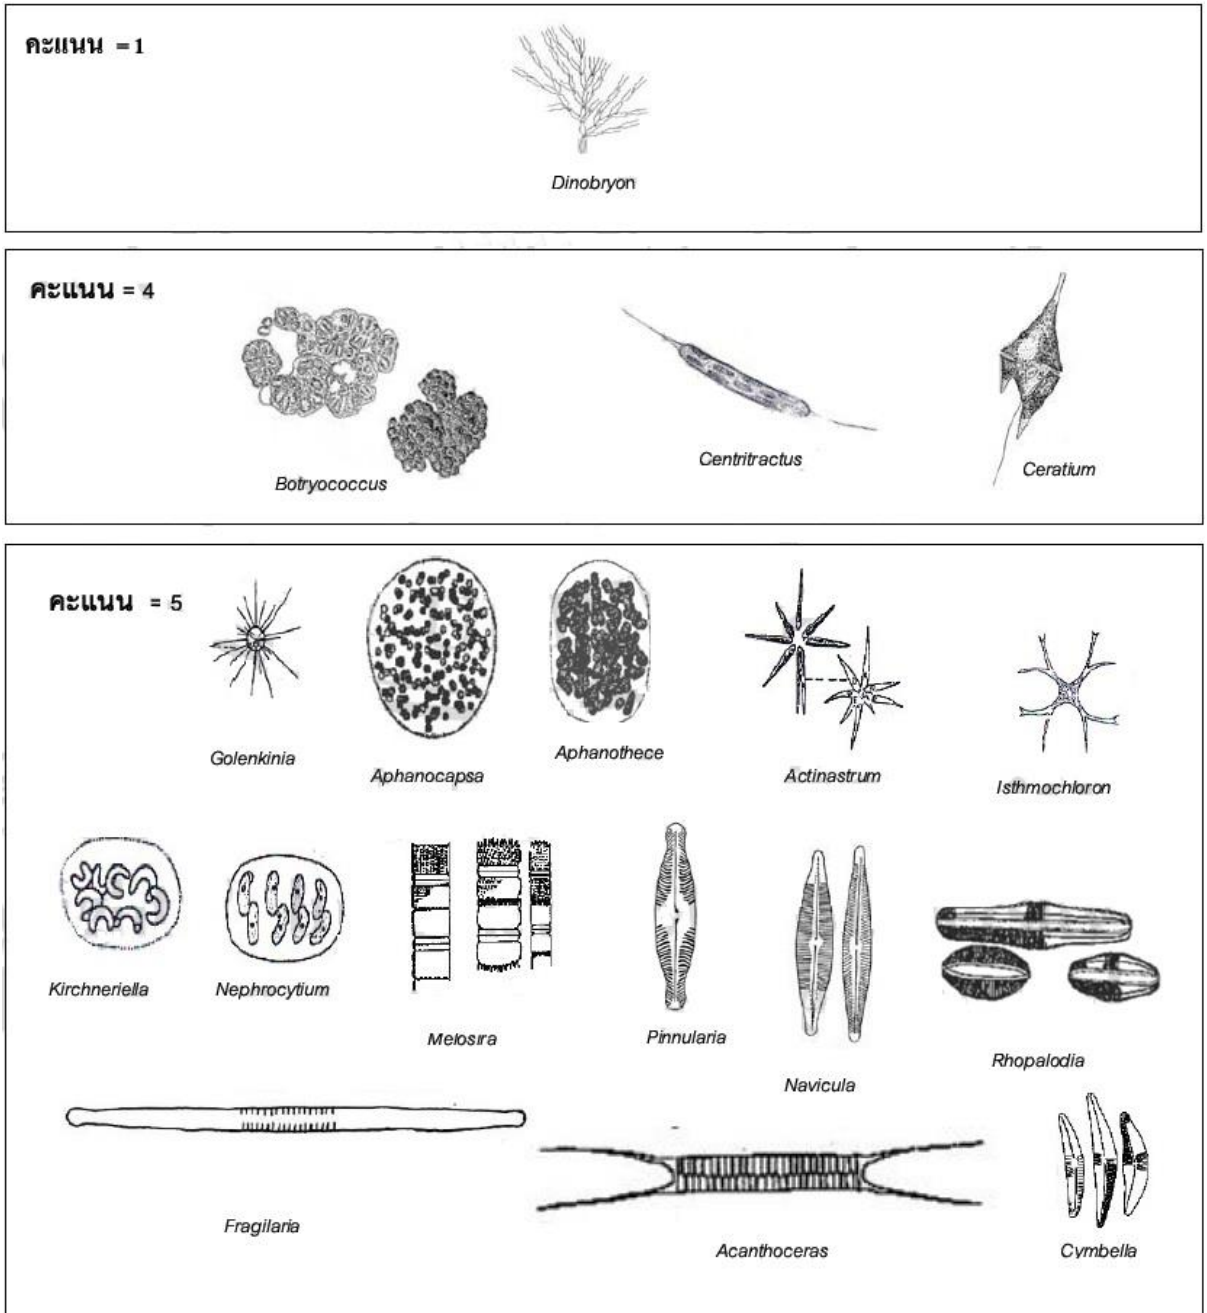 คะแนน = 1
Dinobryon
คะแนน = 4
Botryococcus
Centritractus
Ceratium
คะแนน = 5
Golenkinia
Aphanocapsa
Aphanothece
Actinastrum
Isthmochloron
Kirchneriella
Nephrocytium
Melosira
Pinnularia
Navicula
Rhopalodia
Fragilaria
Acanthoceras
Cymbella